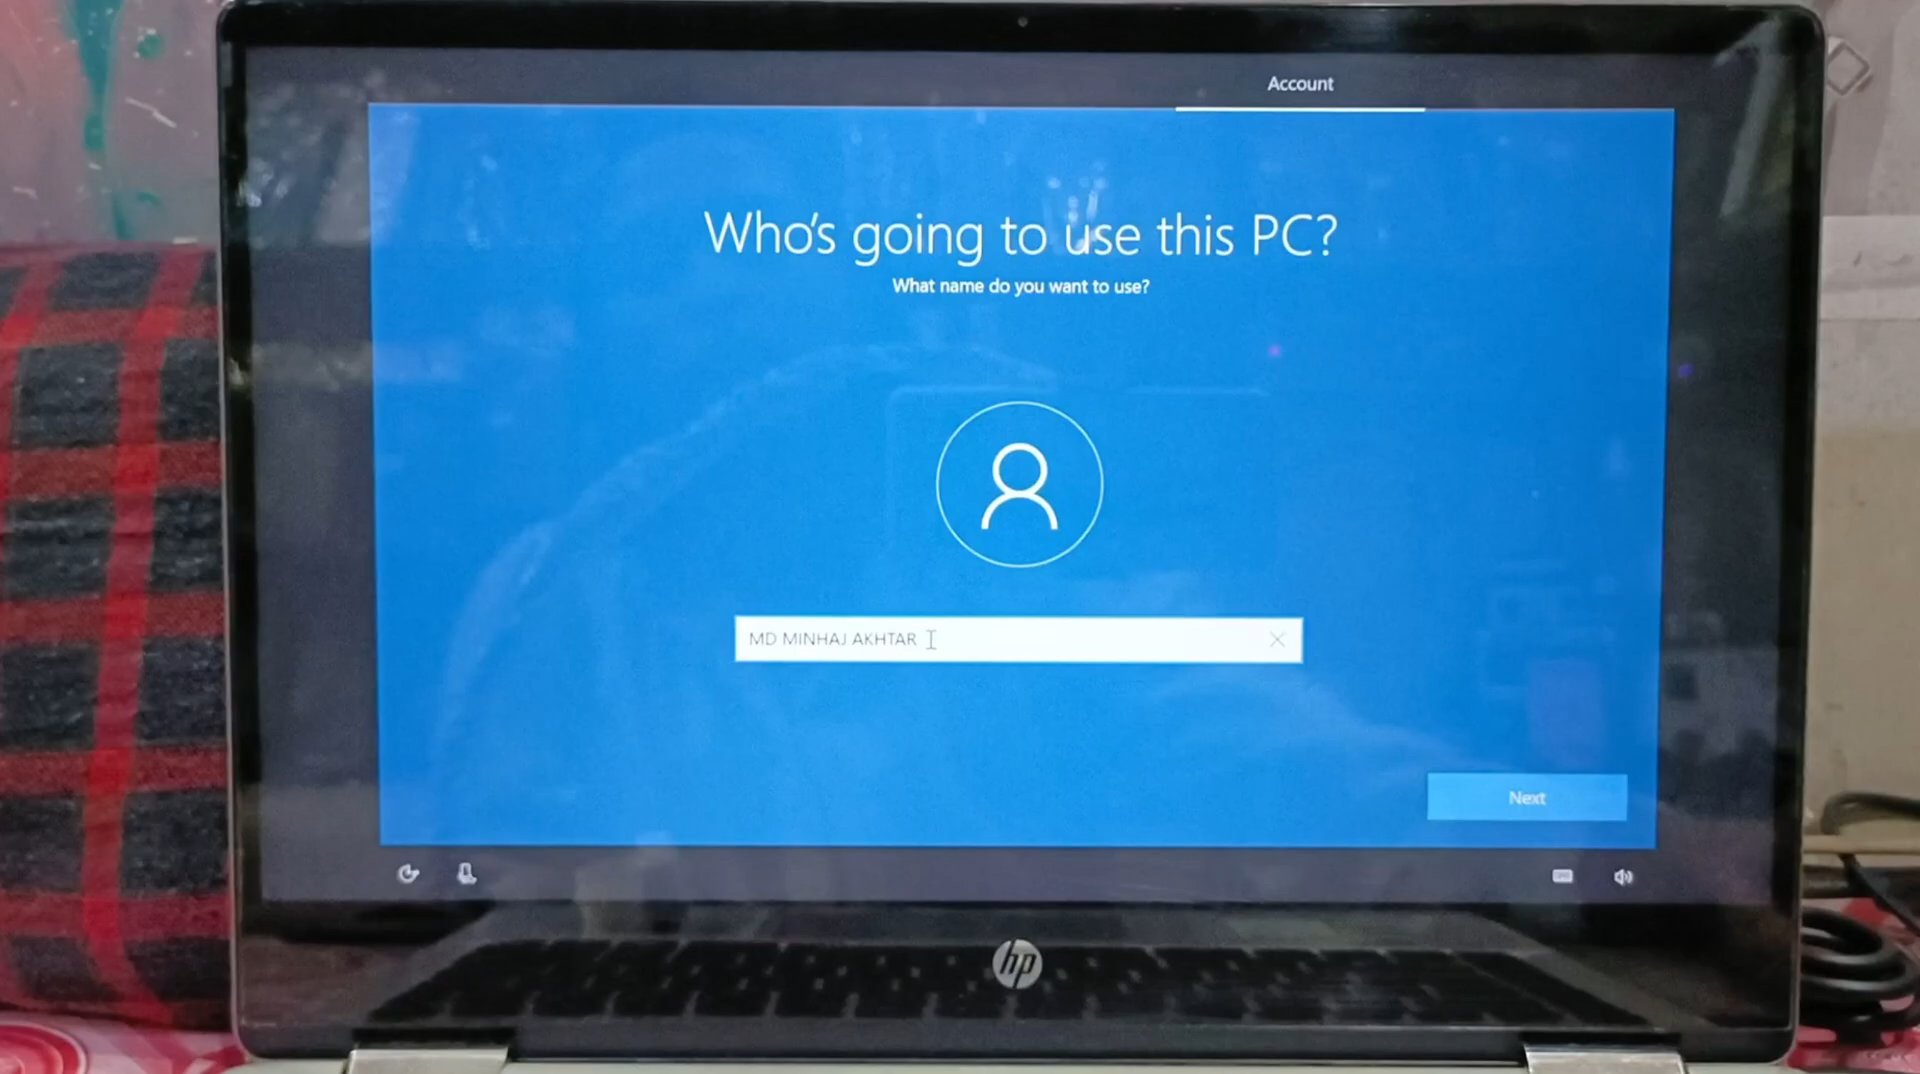 Account
Who's going to use this PC?
What name do you want to use?
MD MINHAJ AKHTAR
Next
hp